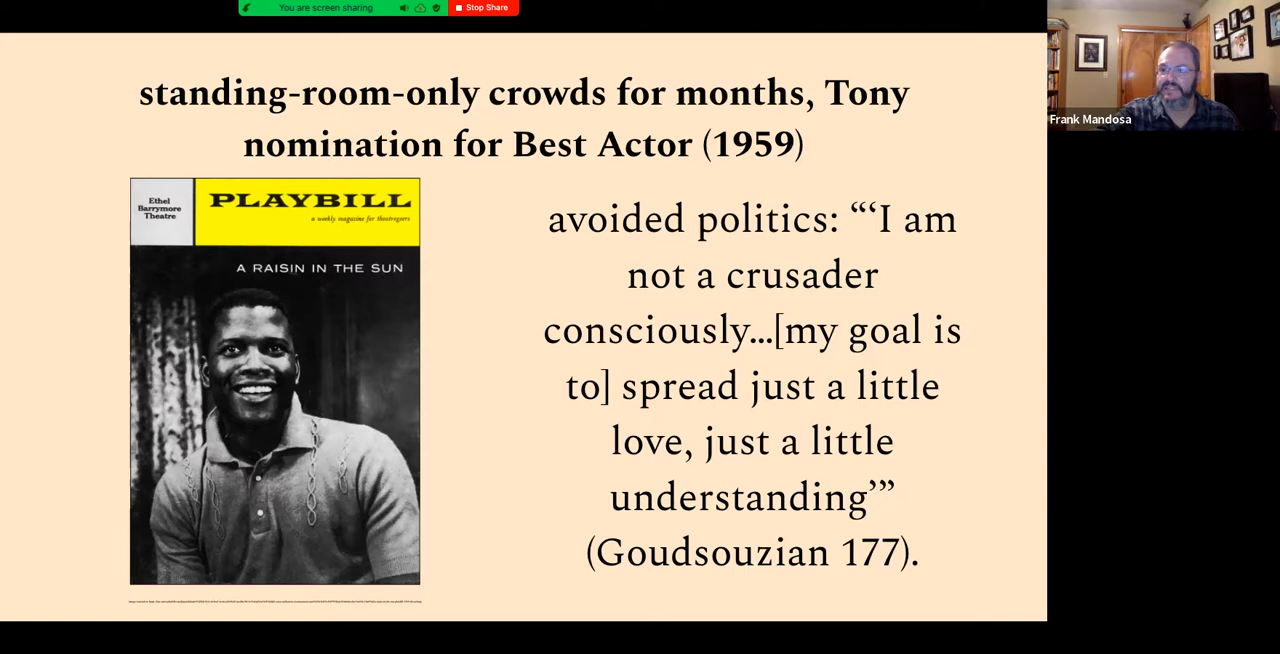 You are screen sharing
Stop Share
standing-room-only crowds for months, Tony
nomination for Best Actor (1959)
Ethel
Barrymore
Theatre
PLAYBILL
a weekly magazine for theatregoers
A RAISIN IN THE SUN
avoided politics: “‘I am
not a crusader
consciously...[my goal is
to] spread just a little
love, just a little
understanding’”
(Goudsouzian 177).
Frank Mandosa